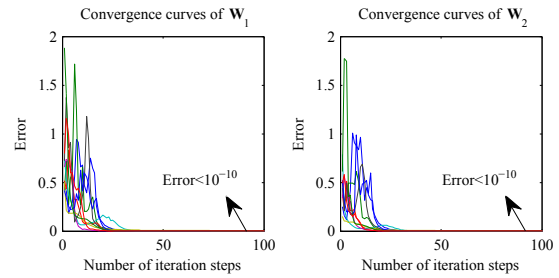 Convergence curves of W₁
2
1.5
1
0.5
0
Error
Error<10⁻¹⁰
0
50
100
Number of iteration steps
Convergence curves of W₂
2
1.5
1
0.5
0
Error
Error<10⁻¹⁰
0
50
100
Number of iteration steps